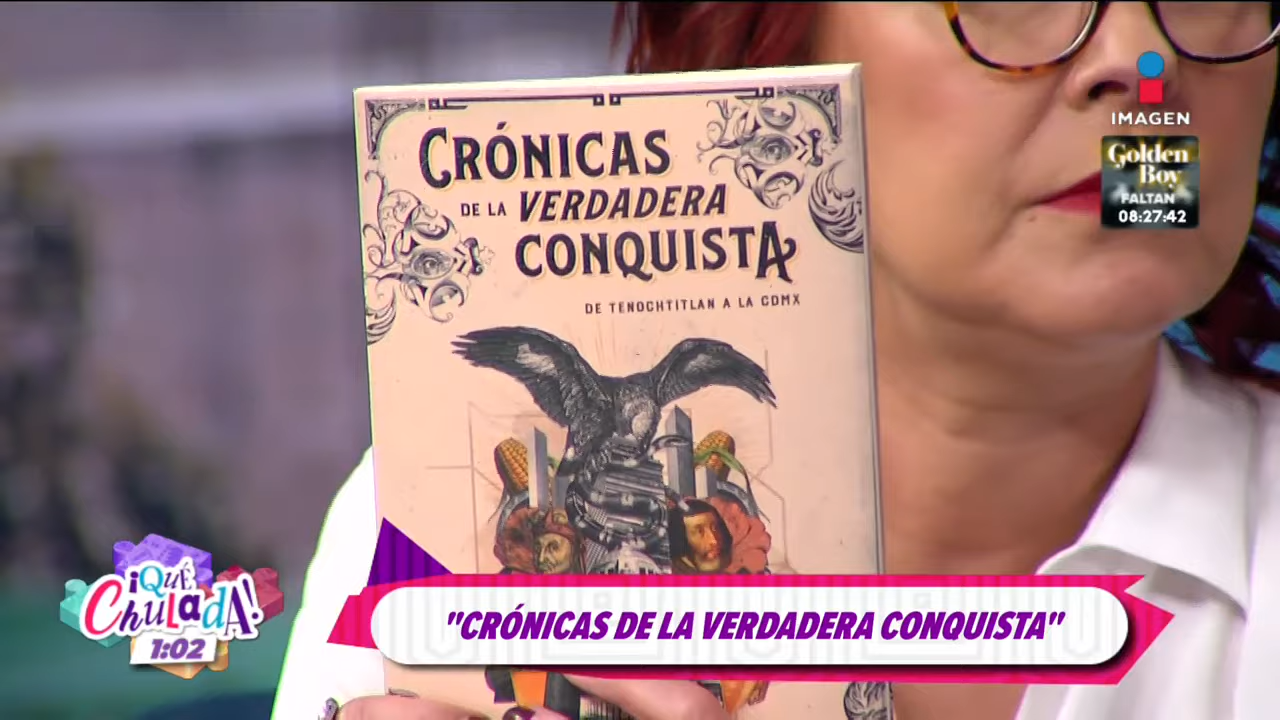 CRÓNICAS
DE LA VERDADERA
CONQUISTA
DE TENOCHTITLAN A LA CDMX
IMAGEN
Golden
Boy
FALTAN
08:27:42
¡QUÉ
CHULADA!
1:02
"CRÓNICAS DE LA VERDADERA CONQUISTA"